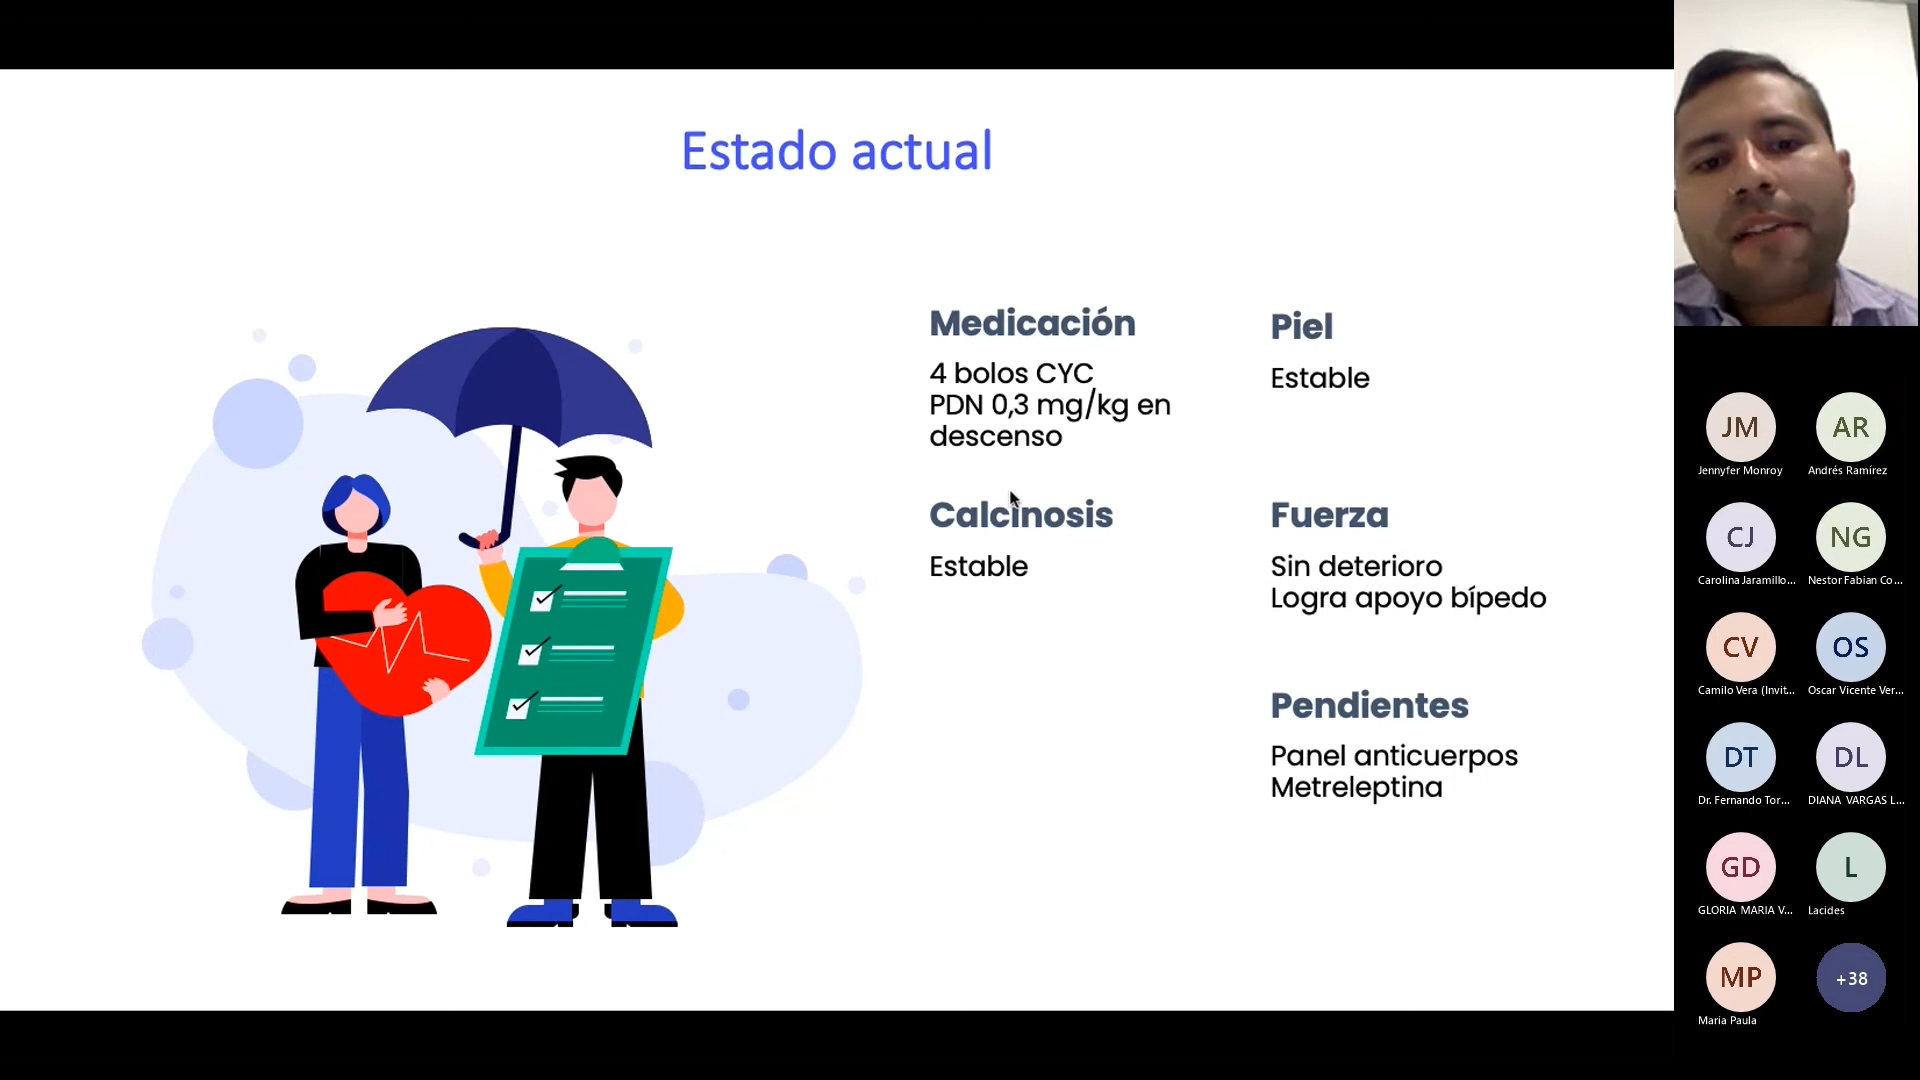 Estado actual
Medicación
4 bolos CYC
PDN 0,3 mg/kg en
descenso
Piel
Estable
Calcinosis
Estable
Fuerza
Sin deterioro
Logra apoyo bípedo
Pendientes
Panel anticuerpos
Metreleptina
JM
Jennyfer Monroy
AR
Andrés Ramírez
CJ
Carolina Jaramillo...
NG
Nestor Fabian Co...
CV
Camilo Vera (Invit...
OS
Oscar Vicente Ver...
DT
Dr. Fernando Tor...
DL
DIANA VARGAS L...
GD
GLORIA MARIA V...
L
Lacides
MP
Maria Paula
+38